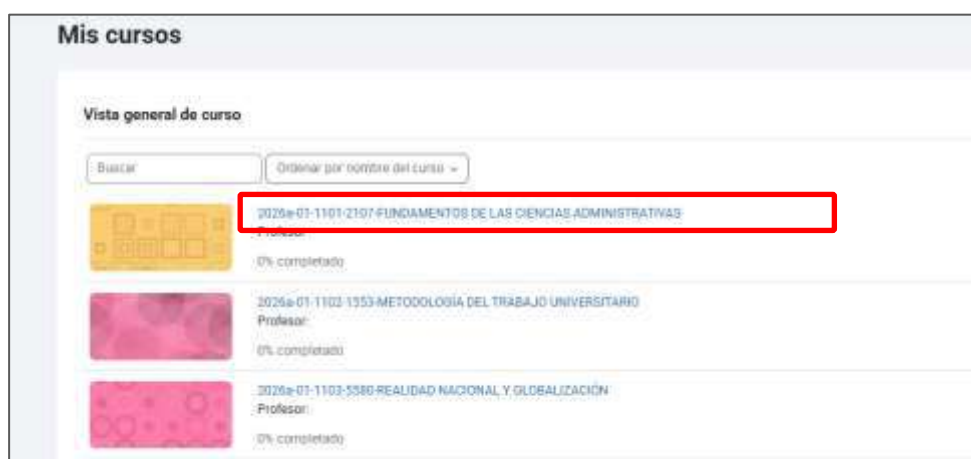 Mis cursos
Vista general de curso
Buscar
Ordenar por nombre del curso
2026a-01-1101-2107-FUNDAMENTOS DE LAS CIENCIAS ADMINISTRATIVAS
Profesor:
0% completado
2026a-01-1102-1553-METODOLOGÍA DEL TRABAJO UNIVERSITARIO
Profesor:
0% completado
2026a-01-1103-5580-REALIDAD NACIONAL Y GLOBALIZACIÓN
Profesor:
0% completado